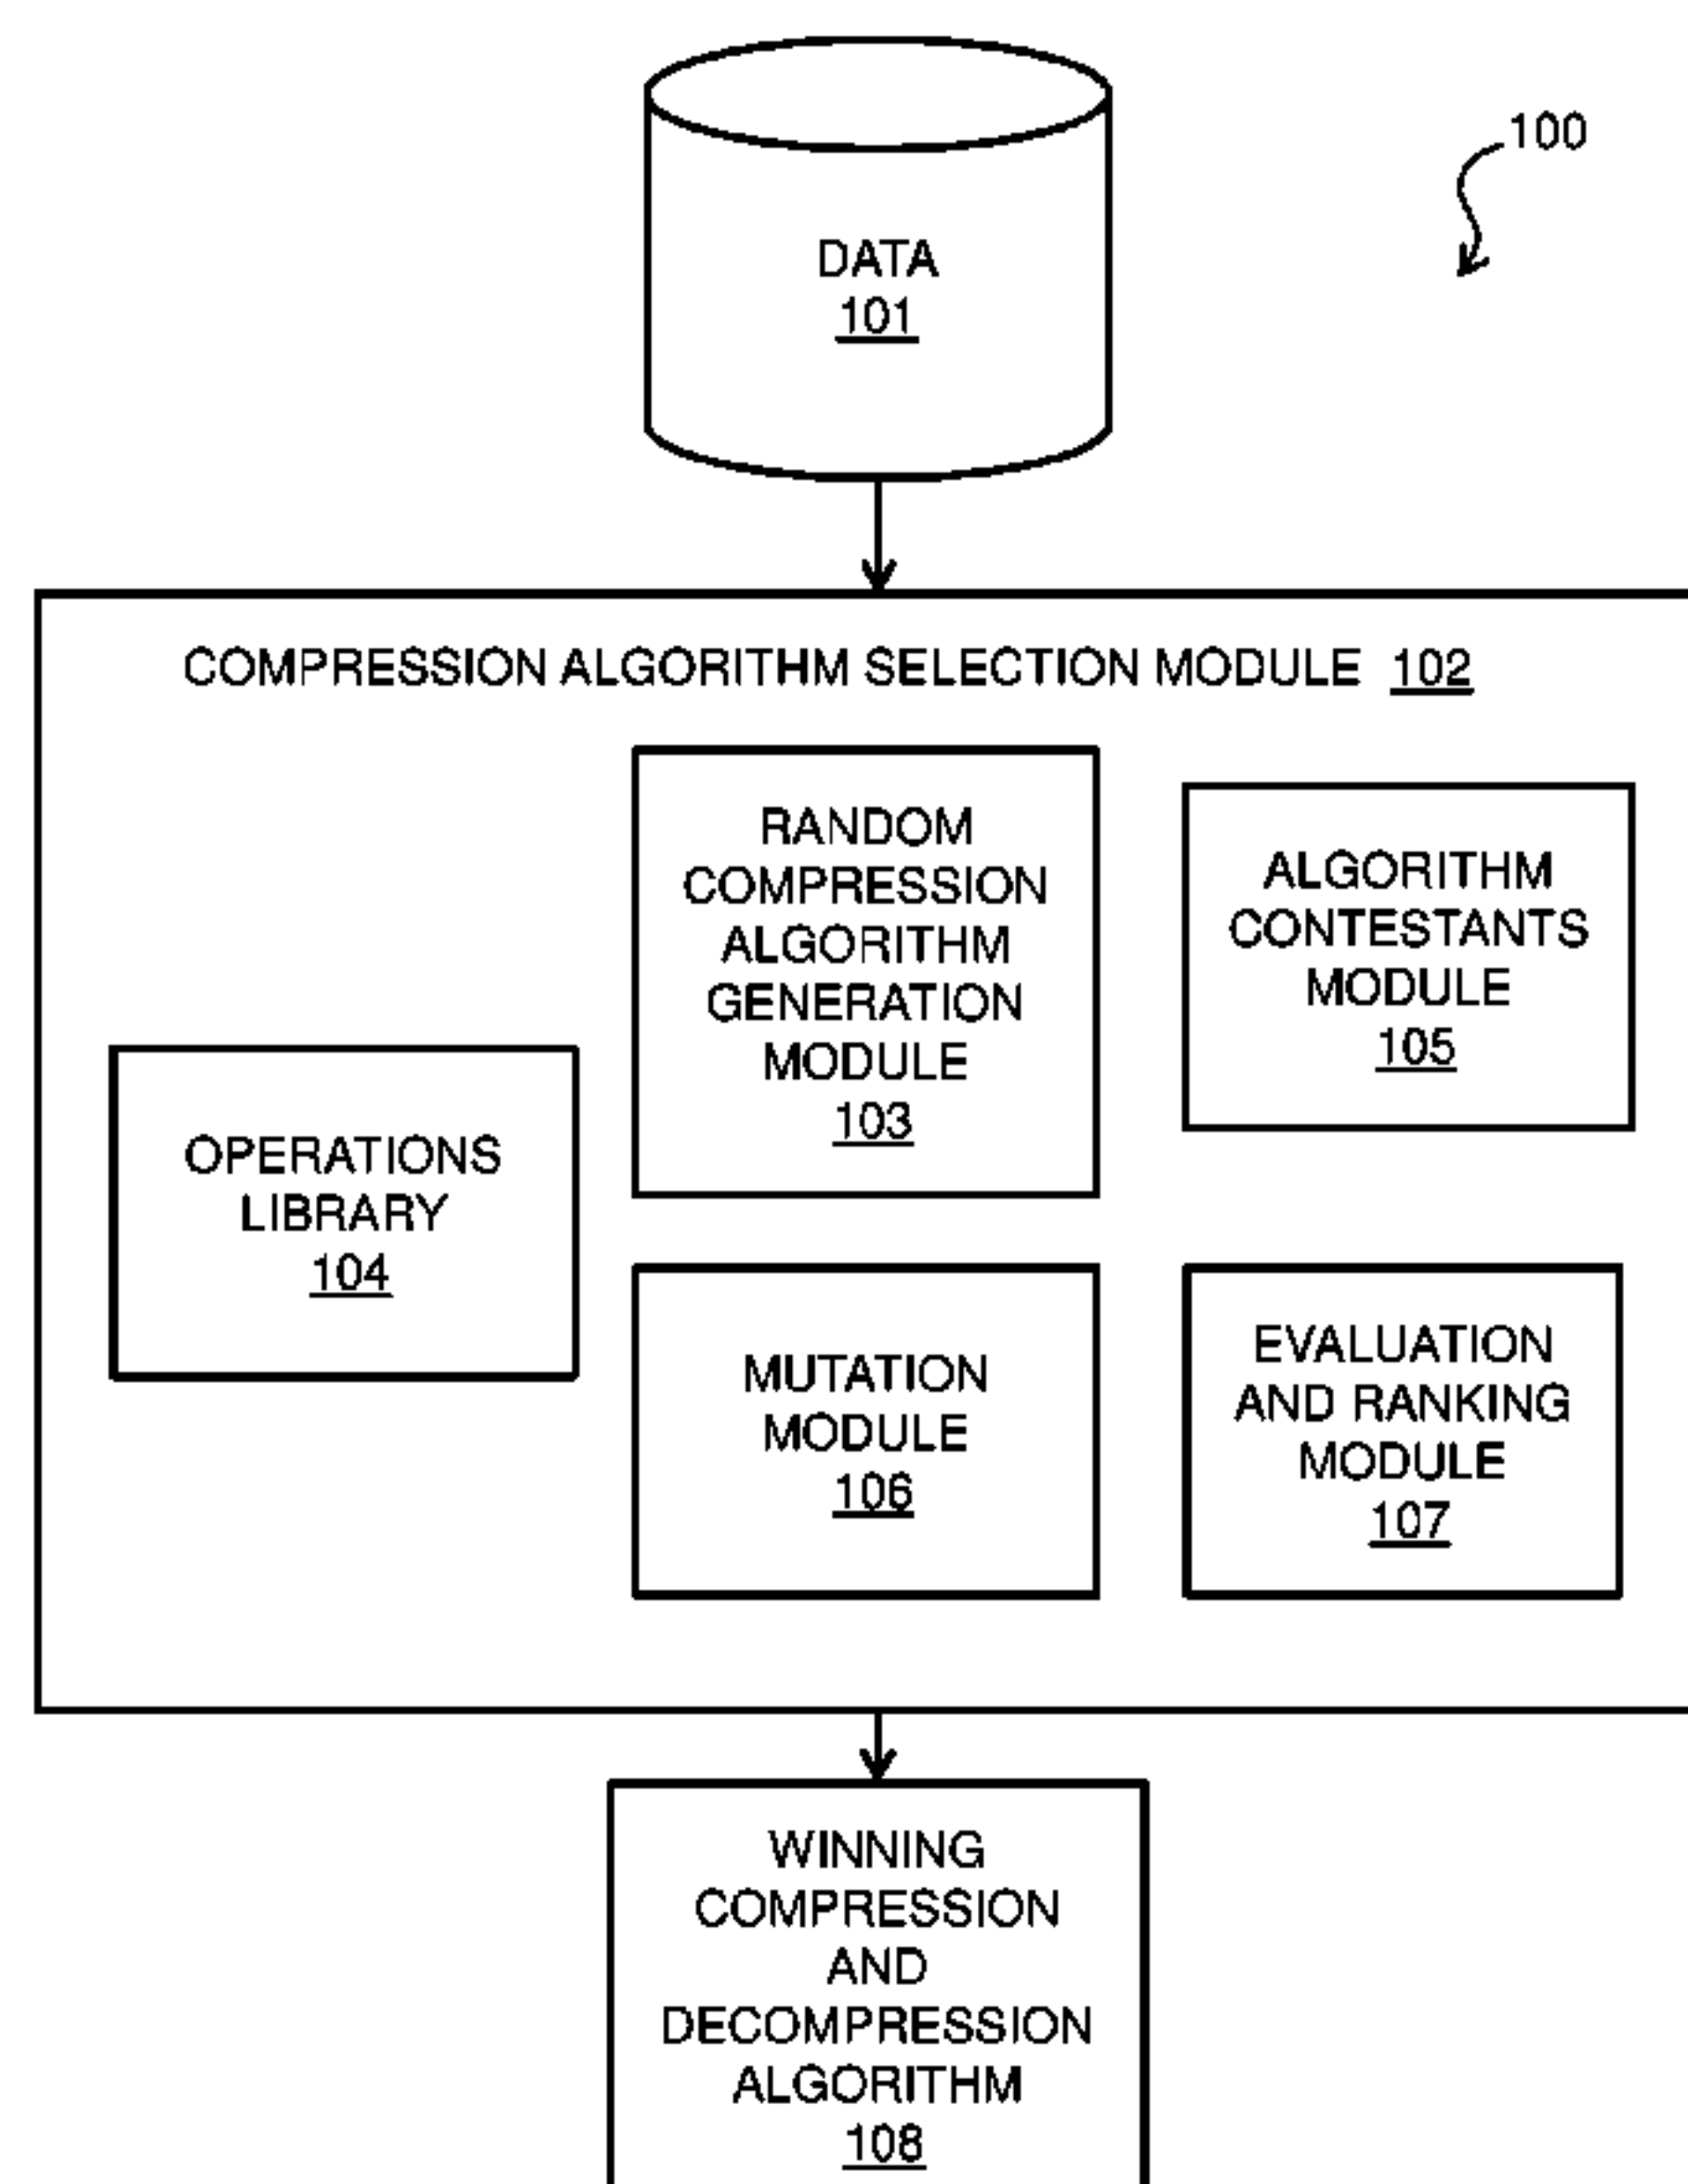 100
DATA
101
COMPRESSION ALGORITHM SELECTION MODULE 102
RANDOM
COMPRESSION
ALGORITHM
GENERATION
MODULE
103
ALGORITHM
CONTESTANTS
MODULE
105
OPERATIONS
LIBRARY
104
MUTATION
MODULE
106
EVALUATION
AND RANKING
MODULE
107
WINNING
COMPRESSION
AND
DECOMPRESSION
ALGORITHM
108